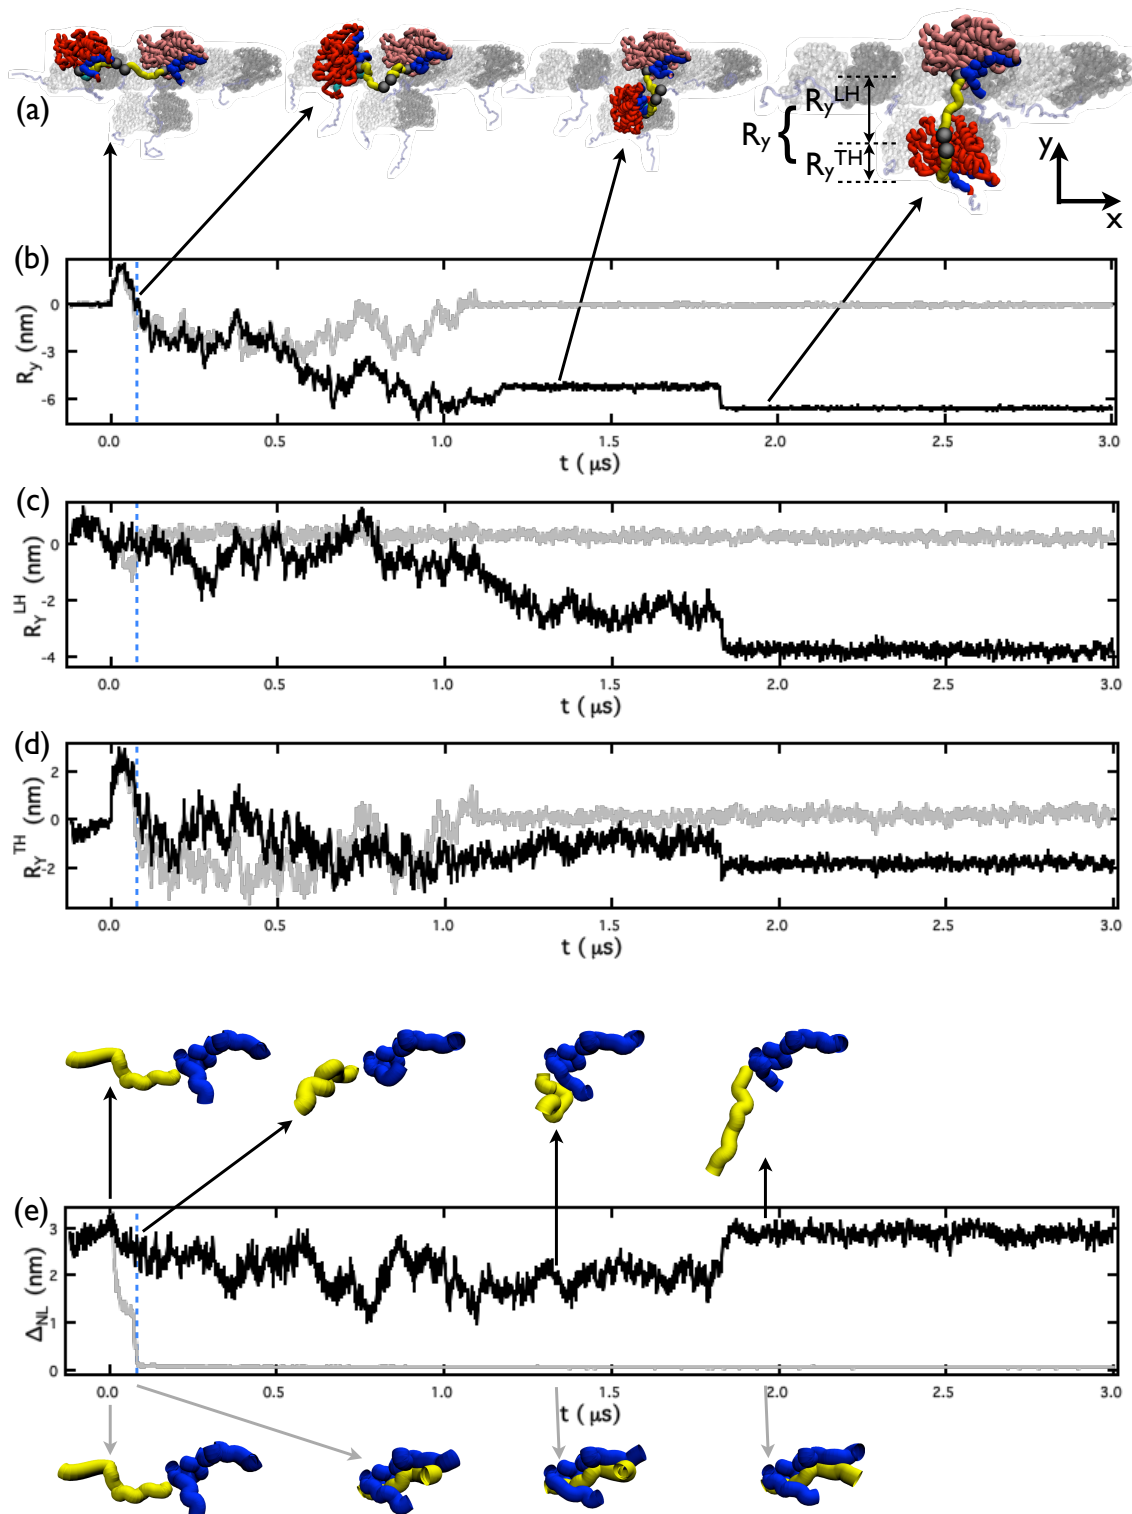 (a)
R_y
R_y^LH
R_y^TH
y
x
(b)
R_y (nm)
0
-3
-6
0.0 0.5 1.0 1.5 2.0 2.5 3.0
t (μs)
(c)
R_Y^LH (nm)
0
-2
-4
0.0 0.5 1.0 1.5 2.0 2.5 3.0
t (μs)
(d)
R_Y^TH (nm)
2
0
-2
0.0 0.5 1.0 1.5 2.0 2.5 3.0
t (μs)
(e)
Δ_NL (nm)
3
2
1
0
0.0 0.5 1.0 1.5 2.0 2.5 3.0
t (μs)